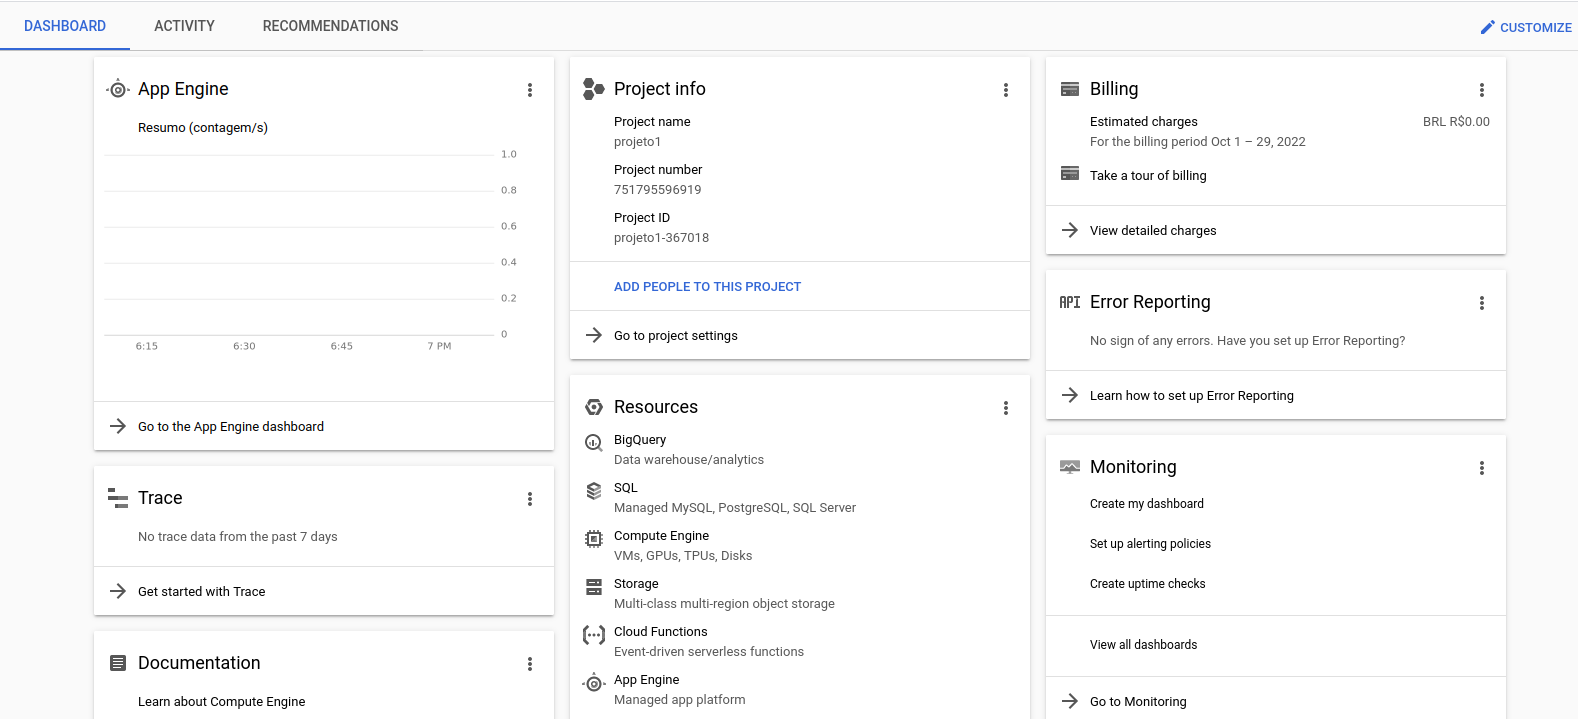 DASHBOARD
ACTIVITY
RECOMMENDATIONS
CUSTOMIZE
App Engine
Resumo (contagem/s)
1.0
0.8
0.6
0.4
0.2
0
6:15
6:30
6:45
7 PM
Go to the App Engine dashboard
Trace
No trace data from the past 7 days
Get started with Trace
Documentation
Learn about Compute Engine
Project info
Project name
projeto1
Project number
751795596919
Project ID
projeto1-367018
ADD PEOPLE TO THIS PROJECT
Go to project settings
Resources
BigQuery
Data warehouse/analytics
SQL
Managed MySQL, PostgreSQL, SQL Server
Compute Engine
VMs, GPUs, TPUs, Disks
Storage
Multi-class multi-region object storage
Cloud Functions
Event-driven serverless functions
App Engine
Managed app platform
Billing
Estimated charges
BRL R$0.00
For the billing period Oct 1 – 29, 2022
Take a tour of billing
View detailed charges
API
Error Reporting
No sign of any errors. Have you set up Error Reporting?
Learn how to set up Error Reporting
Monitoring
Create my dashboard
Set up alerting policies
Create uptime checks
View all dashboards
Go to Monitoring